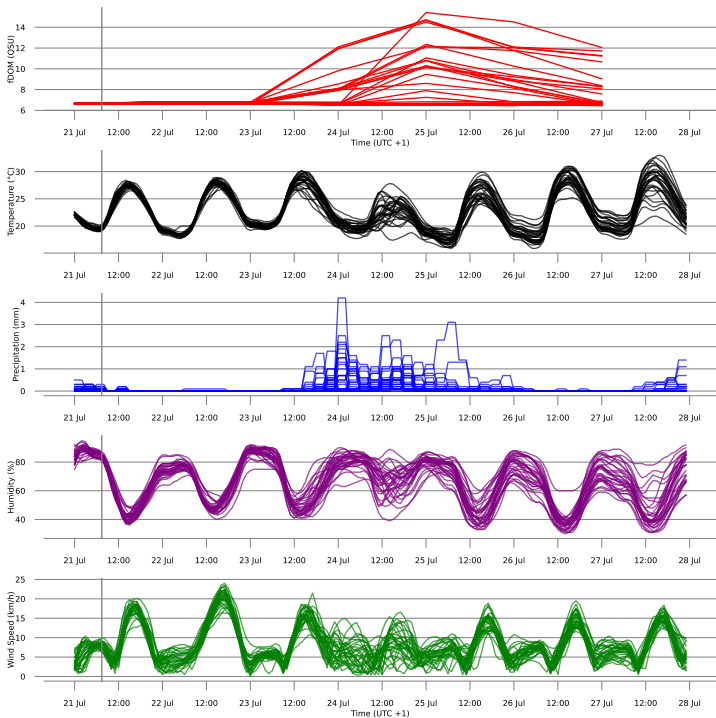 fDOM (QSU)
14
12
10
8
6
21 Jul 12:00 22 Jul 12:00 23 Jul 12:00 24 Jul 12:00 25 Jul 12:00 26 Jul 12:00 27 Jul 12:00 28 Jul
Time (UTC +1)
Temperature (°C)
30
25
20
21 Jul 12:00 22 Jul 12:00 23 Jul 12:00 24 Jul 12:00 25 Jul 12:00 26 Jul 12:00 27 Jul 12:00 28 Jul
Precipitation (mm)
4
3
2
1
0
21 Jul 12:00 22 Jul 12:00 23 Jul 12:00 24 Jul 12:00 25 Jul 12:00 26 Jul 12:00 27 Jul 12:00 28 Jul
Humidity (%)
80
60
40
21 Jul 12:00 22 Jul 12:00 23 Jul 12:00 24 Jul 12:00 25 Jul 12:00 26 Jul 12:00 27 Jul 12:00 28 Jul
Wind Speed (km/h)
25
20
15
10
5
0
21 Jul 12:00 22 Jul 12:00 23 Jul 12:00 24 Jul 12:00 25 Jul 12:00 26 Jul 12:00 27 Jul 12:00 28 Jul
Time (UTC +1)